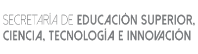 SECRETARÍA DE EDUCACIÓN SUPERIOR,
CIENCIA, TECNOLOGÍA E INNOVACIÓN